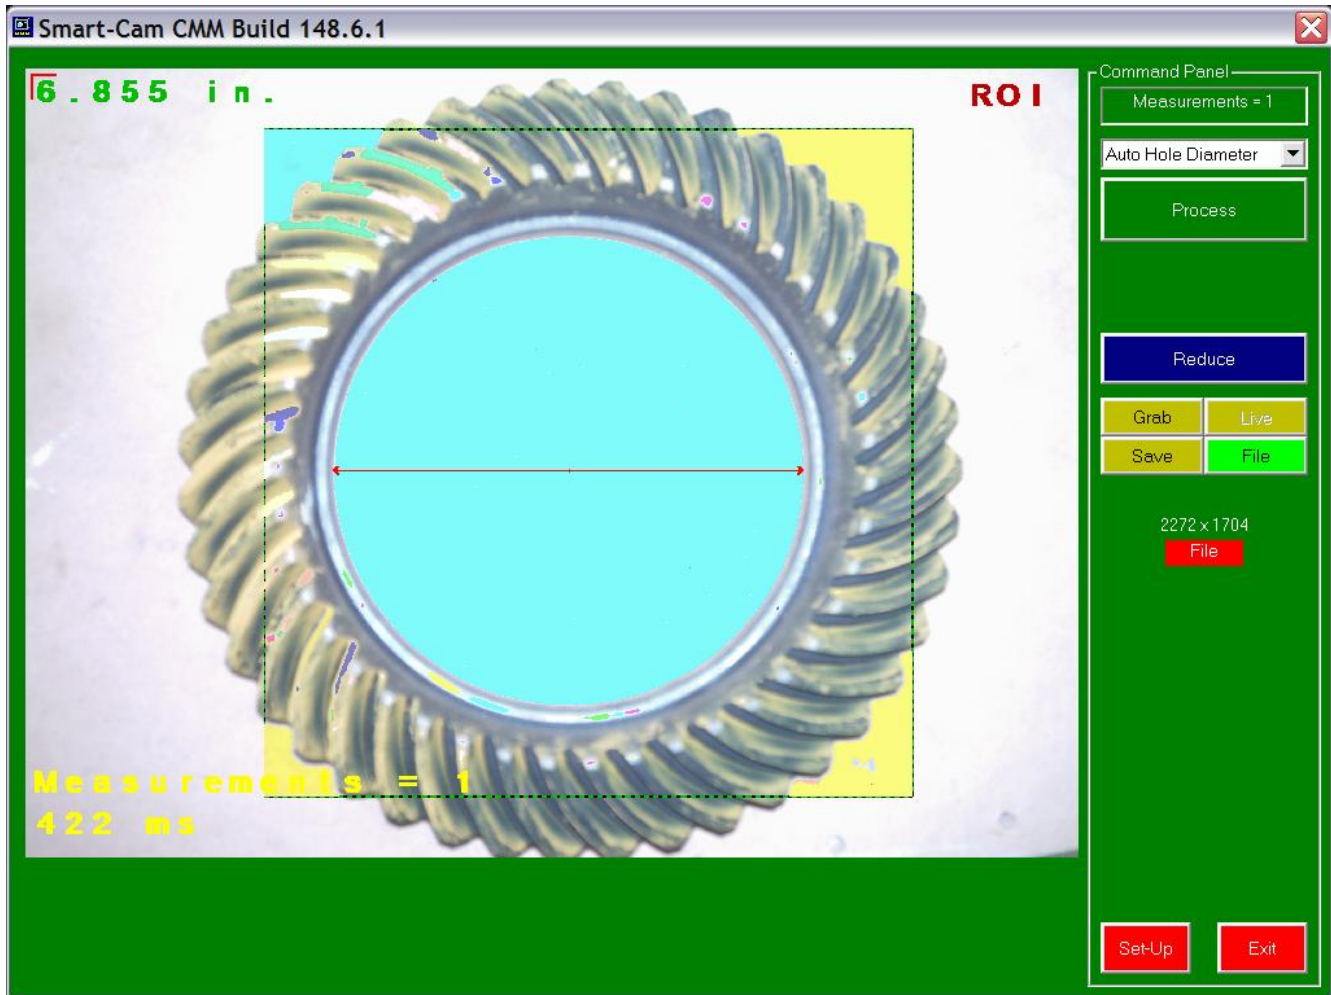 Smart-Cam CMM Build 148.6.1
6.855 in.
ROI
Measurements = 1
422 ms
Command Panel
Measurements = 1
Auto Hole Diameter
Process
Reduce
Grab
Live
Save
File
2272 x 1704
File
Set-Up
Exit